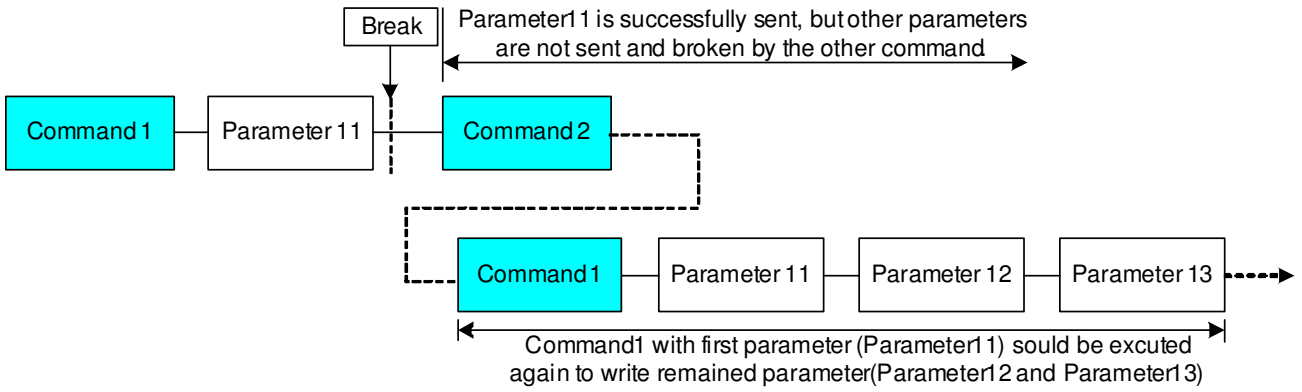 Break
Parameter11 is successfully sent, but other parameters
are not sent and broken by the other command.
Command 1
Parameter 11
Command 2
Command 1
Parameter 11
Parameter 12
Parameter 13
Command1 with first parameter (Parameter11) sould be excuted
again to write remained parameter(Parameter12 and Parameter13)